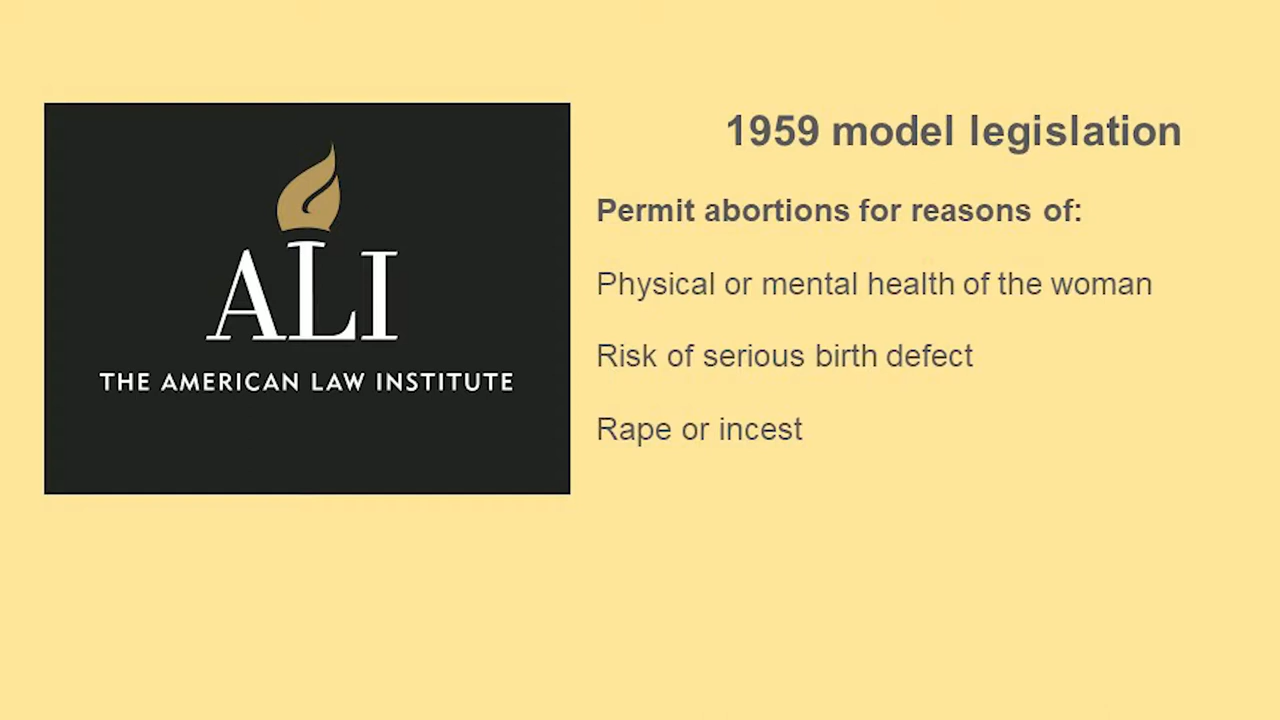 ALI
THE AMERICAN LAW INSTITUTE
1959 model legislation
Permit abortions for reasons of:
Physical or mental health of the woman
Risk of serious birth defect
Rape or incest